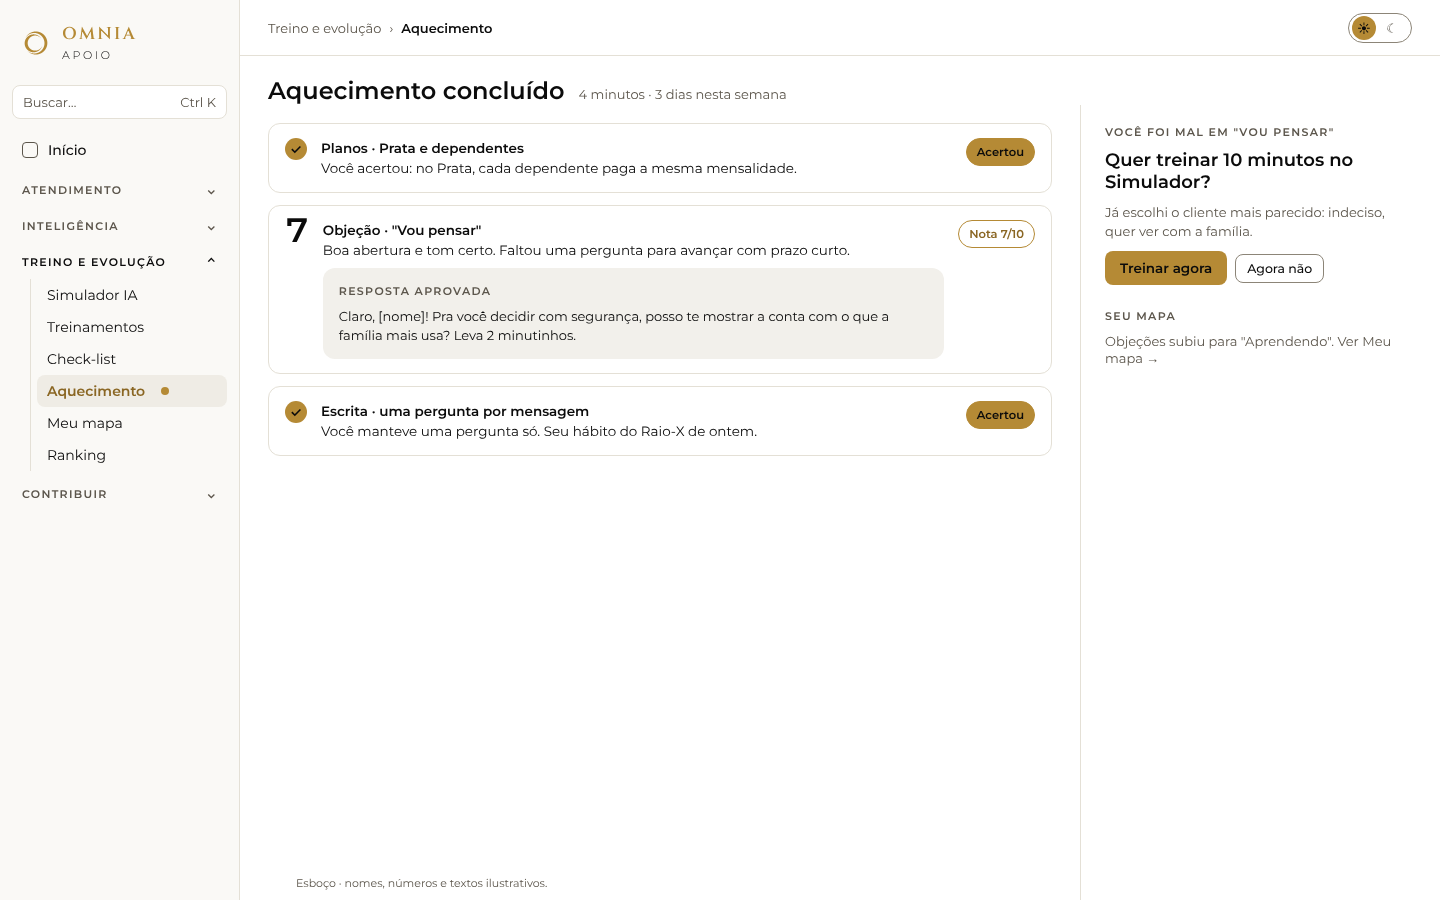 OMNIA
APOIO
Buscar... Ctrl K
Início
ATENDIMENTO
INTELIGÊNCIA
TREINO E EVOLUÇÃO
Simulador IA
Treinamentos
Check-list
Aquecimento
Meu mapa
Ranking
CONTRIBUIR
Treino e evolução › Aquecimento
Aquecimento concluído 4 minutos · 3 dias nesta semana
Planos · Prata e dependentes
Você acertou: no Prata, cada dependente paga a mesma mensalidade.
Acertou
7
Objeção · "Vou pensar"
Boa abertura e tom certo. Faltou uma pergunta para avançar com prazo curto.
Nota 7/10
RESPOSTA APROVADA
Claro, [nome]! Pra você decidir com segurança, posso te mostrar a conta com o que a
família mais usa? Leva 2 minutinhos.
Escrita · uma pergunta por mensagem
Você manteve uma pergunta só. Seu hábito do Raio-X de ontem.
Acertou
VOCÊ FOI MAL EM "VOU PENSAR"
Quer treinar 10 minutos no
Simulador?
Já escolhi o cliente mais parecido: indeciso,
quer ver com a família.
Treinar agora Agora não
SEU MAPA
Objeções subiu para "Aprendendo". Ver Meu
mapa →
Esboço · nomes, números e textos ilustrativos.